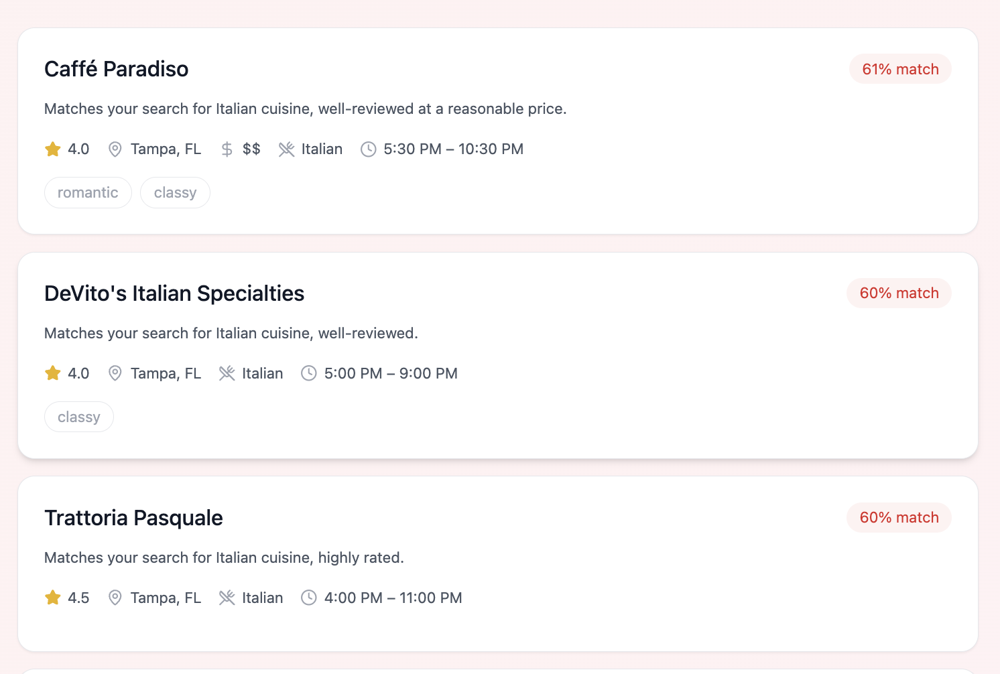 Caffé Paradiso
61% match
Matches your search for Italian cuisine, well-reviewed at a reasonable price.
4.0 Tampa, FL $ $$ Italian 5:30 PM – 10:30 PM
romantic classy
DeVito's Italian Specialties
60% match
Matches your search for Italian cuisine, well-reviewed.
4.0 Tampa, FL Italian 5:00 PM – 9:00 PM
classy
Trattoria Pasquale
60% match
Matches your search for Italian cuisine, highly rated.
4.5 Tampa, FL Italian 4:00 PM – 11:00 PM